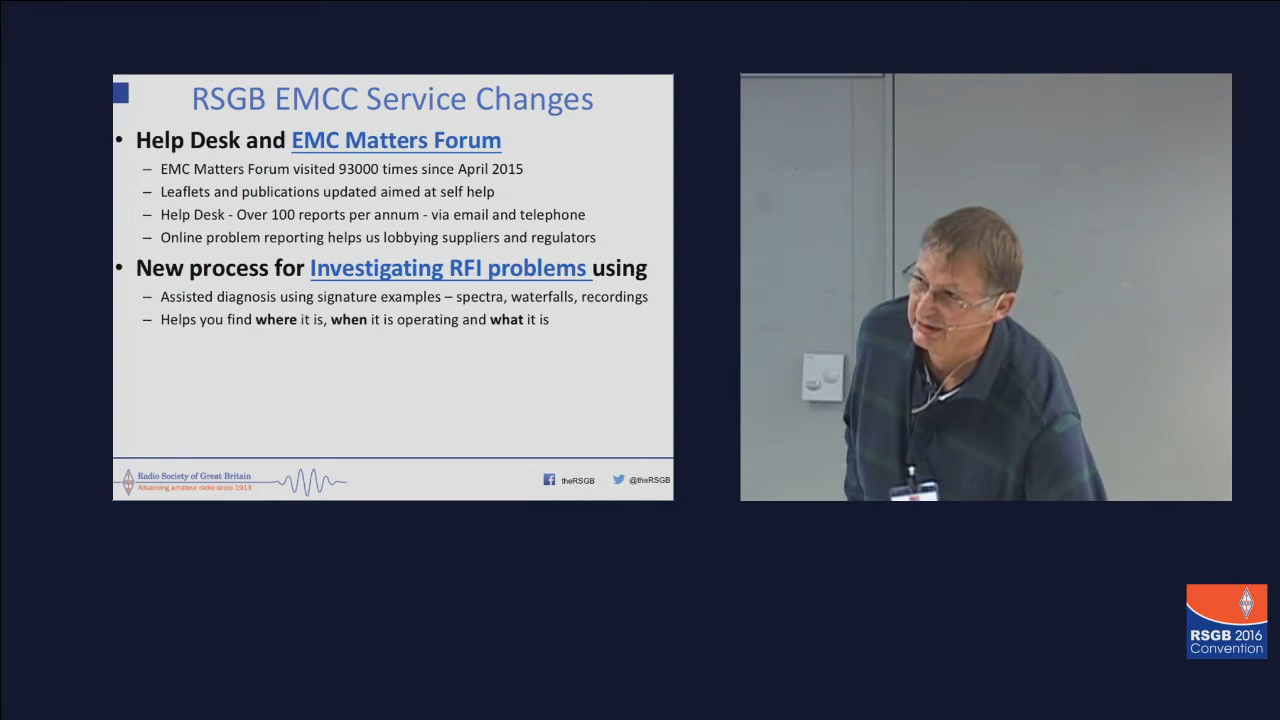 RSGB EMCC Service Changes
• Help Desk and EMC Matters Forum
– EMC Matters Forum visited 93000 times since April 2015
– Leaflets and publications updated aimed at self help
– Help Desk - Over 100 reports per annum - via email and telephone
– Online problem reporting helps us lobbying suppliers and regulators
• New process for Investigating RFI problems using
– Assisted diagnosis using signature examples – spectra, waterfalls, recordings
– Helps you find where it is, when it is operating and what it is
Radio Society of Great Britain
Advancing amateur radio since 1913
theRSGB
@theRSGB
RSGB 2016
Convention